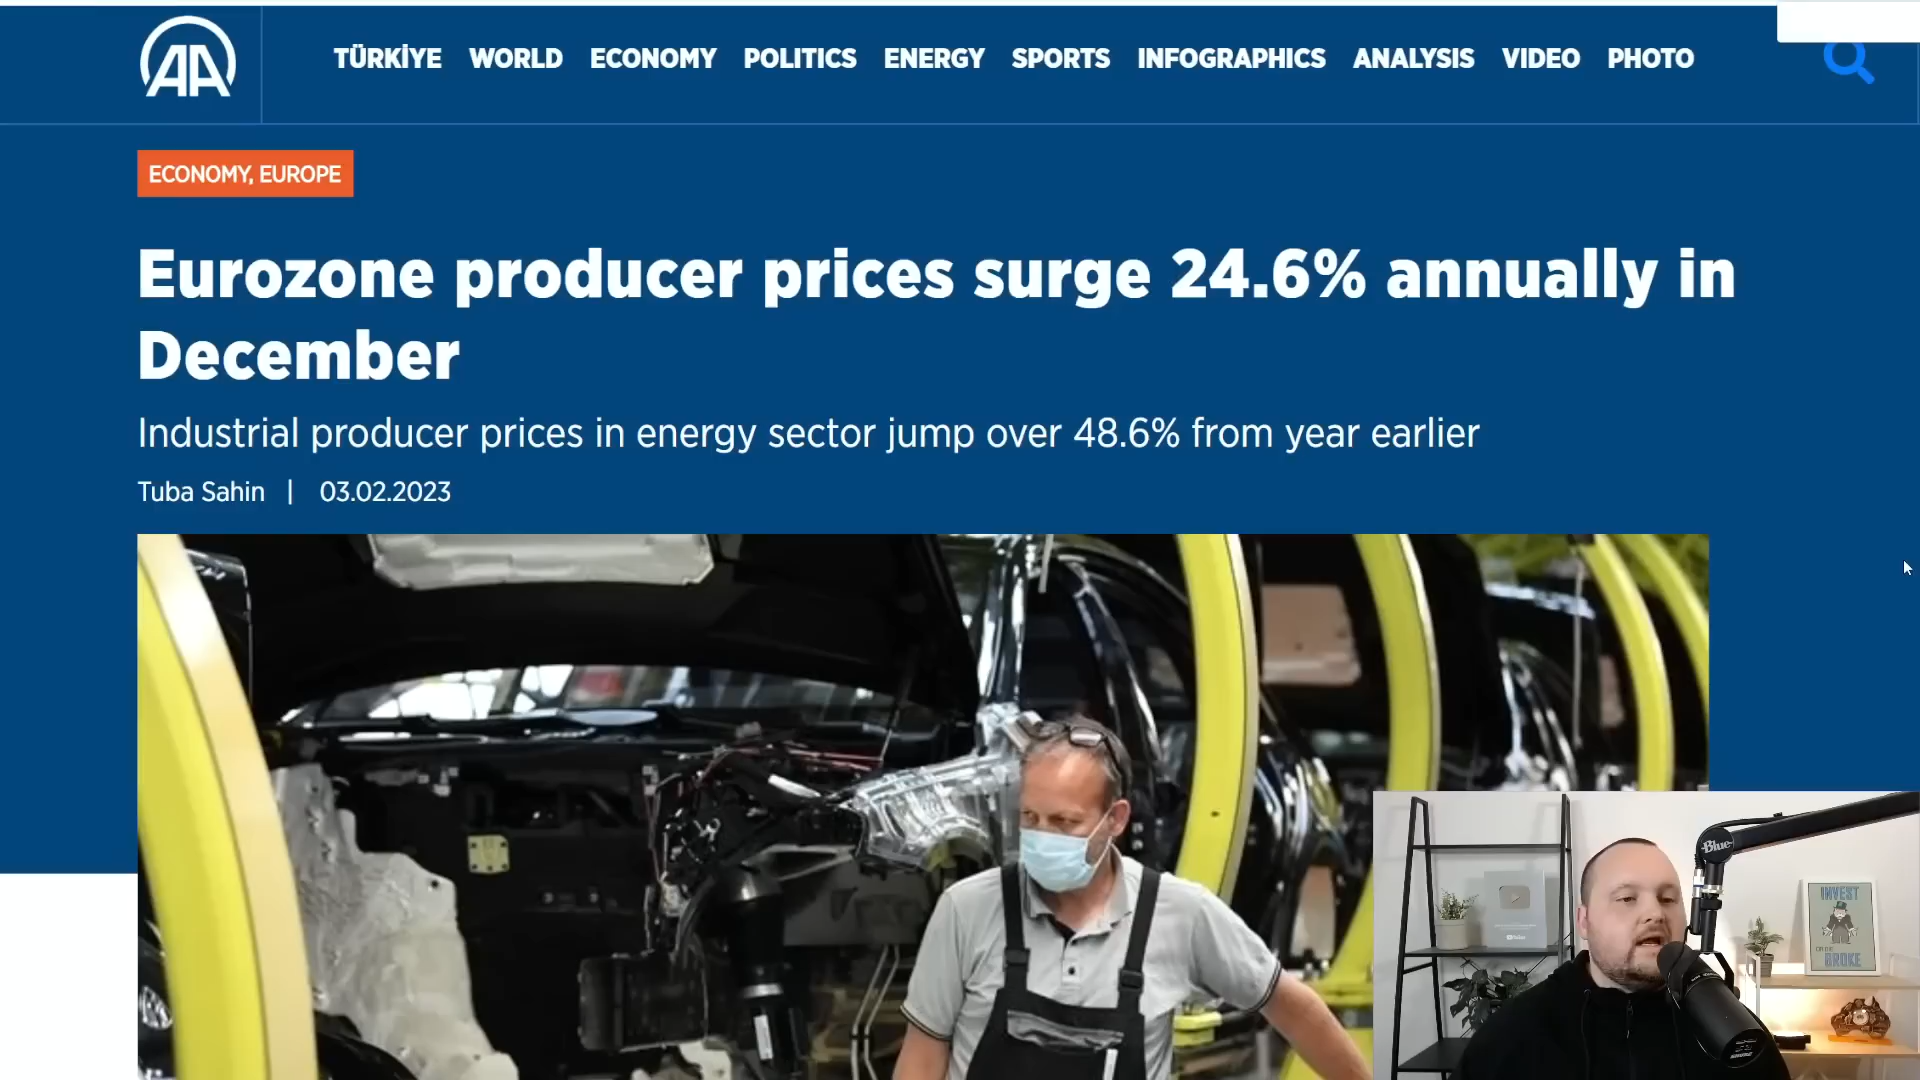 AA
TÜRKİYE WORLD ECONOMY POLITICS ENERGY SPORTS INFOGRAPHICS ANALYSIS VIDEO PHOTO
ECONOMY, EUROPE
Eurozone producer prices surge 24.6% annually in
December
Industrial producer prices in energy sector jump over 48.6% from year earlier
Tuba Sahin | 03.02.2023
Blue
INVEST
OR DIE
BROKE